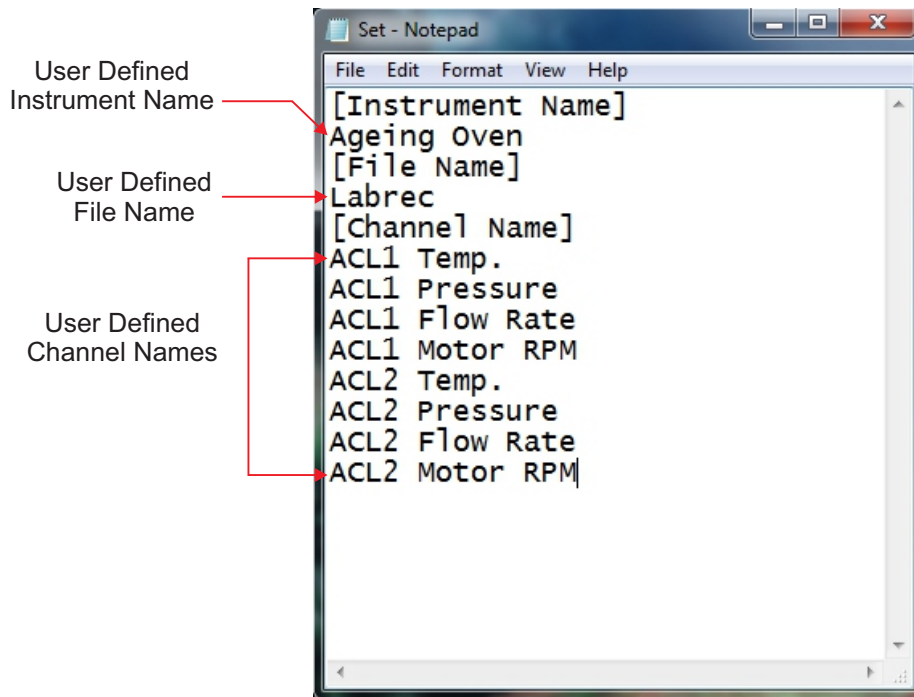 Set - Notepad
File Edit Format View Help
User Defined
Instrument Name
[Instrument Name]
Ageing Oven
[File Name]
User Defined
File Name
Labrec
[Channel Name]
User Defined
Channel Names
ACL1 Temp.
ACL1 Pressure
ACL1 Flow Rate
ACL1 Motor RPM
ACL2 Temp.
ACL2 Pressure
ACL2 Flow Rate
ACL2 Motor RPM